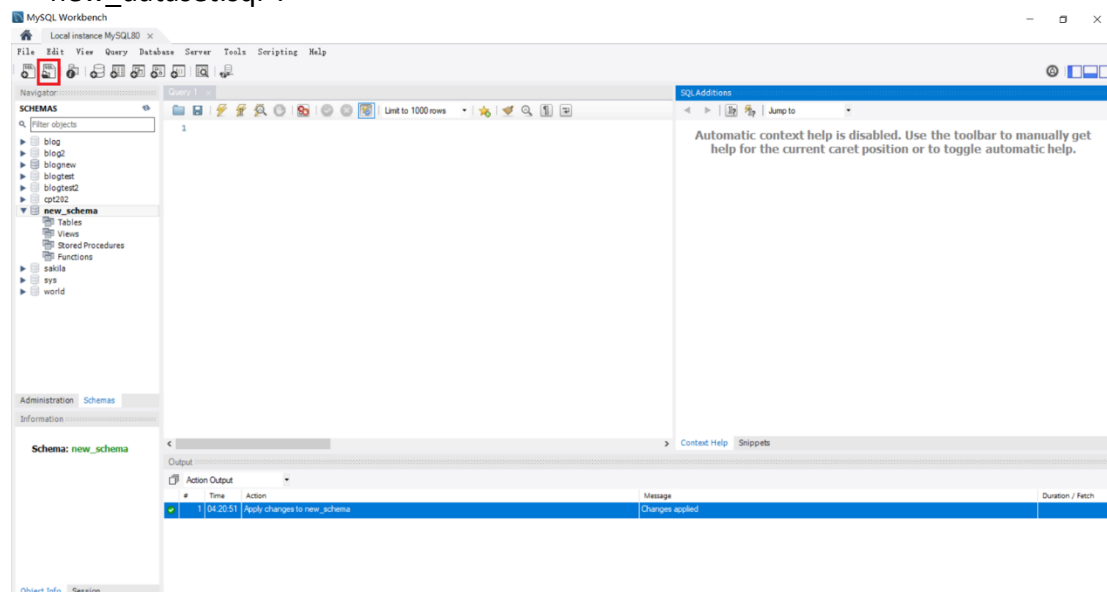 new_dataset.sql".
MySQL Workbench
Local instance MySQL80
File Edit View Query Database Server Tools Scripting Help
Navigator
SCHEMAS
Filter objects
blog
blog2
blognew
blogtest
blogtest2
cpt202
new_schema
Tables
Views
Stored Procedures
Functions
sakila
sys
world
Administration Schemas
Information
Schema: new_schema
Object Info Session
Query 1
Limit to 1000 rows
1
SQLAdditions
Jump to
Automatic context help is disabled. Use the toolbar to manually get
help for the current caret position or to toggle automatic help.
Context Help Snippets
Output
Action Output
# Time Action Message Duration / Fetch
1 04:20:51 Apply changes to new_schema Changes applied